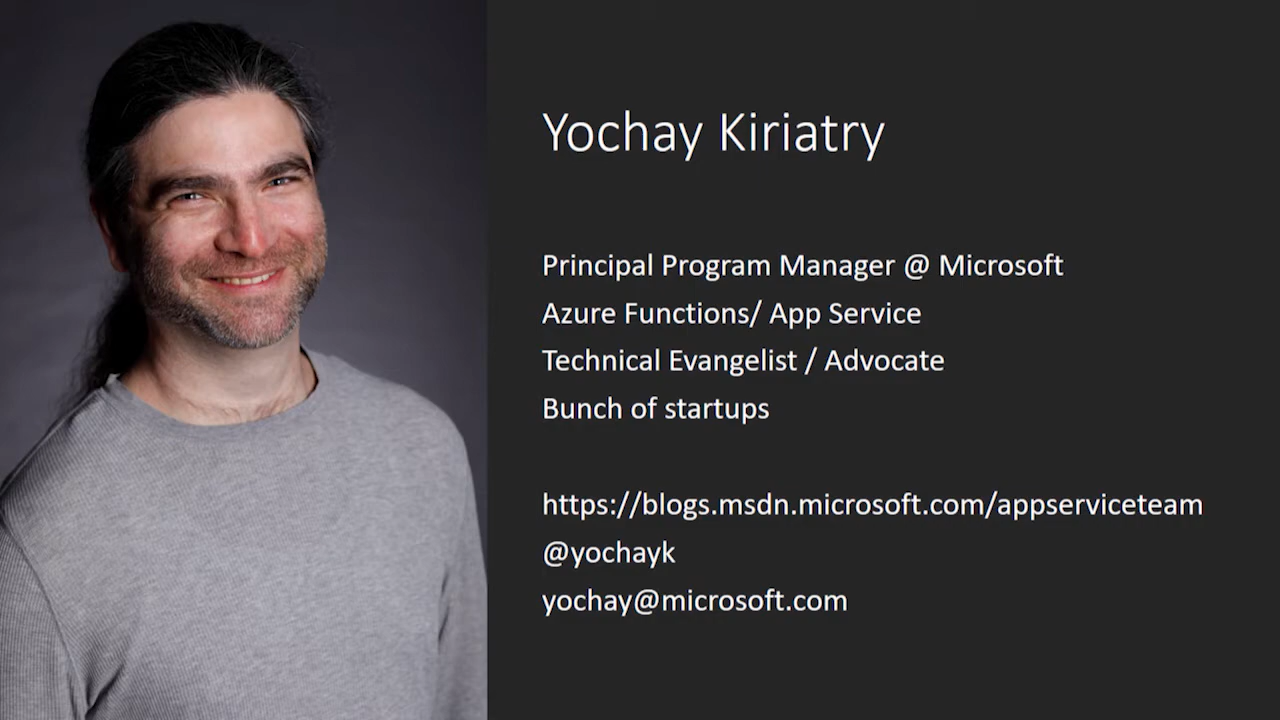 Yochay Kiriatry
Principal Program Manager @ Microsoft
Azure Functions/ App Service
Technical Evangelist / Advocate
Bunch of startups
https://blogs.msdn.microsoft.com/appserviceteam
@yochayk
yochay@microsoft.com